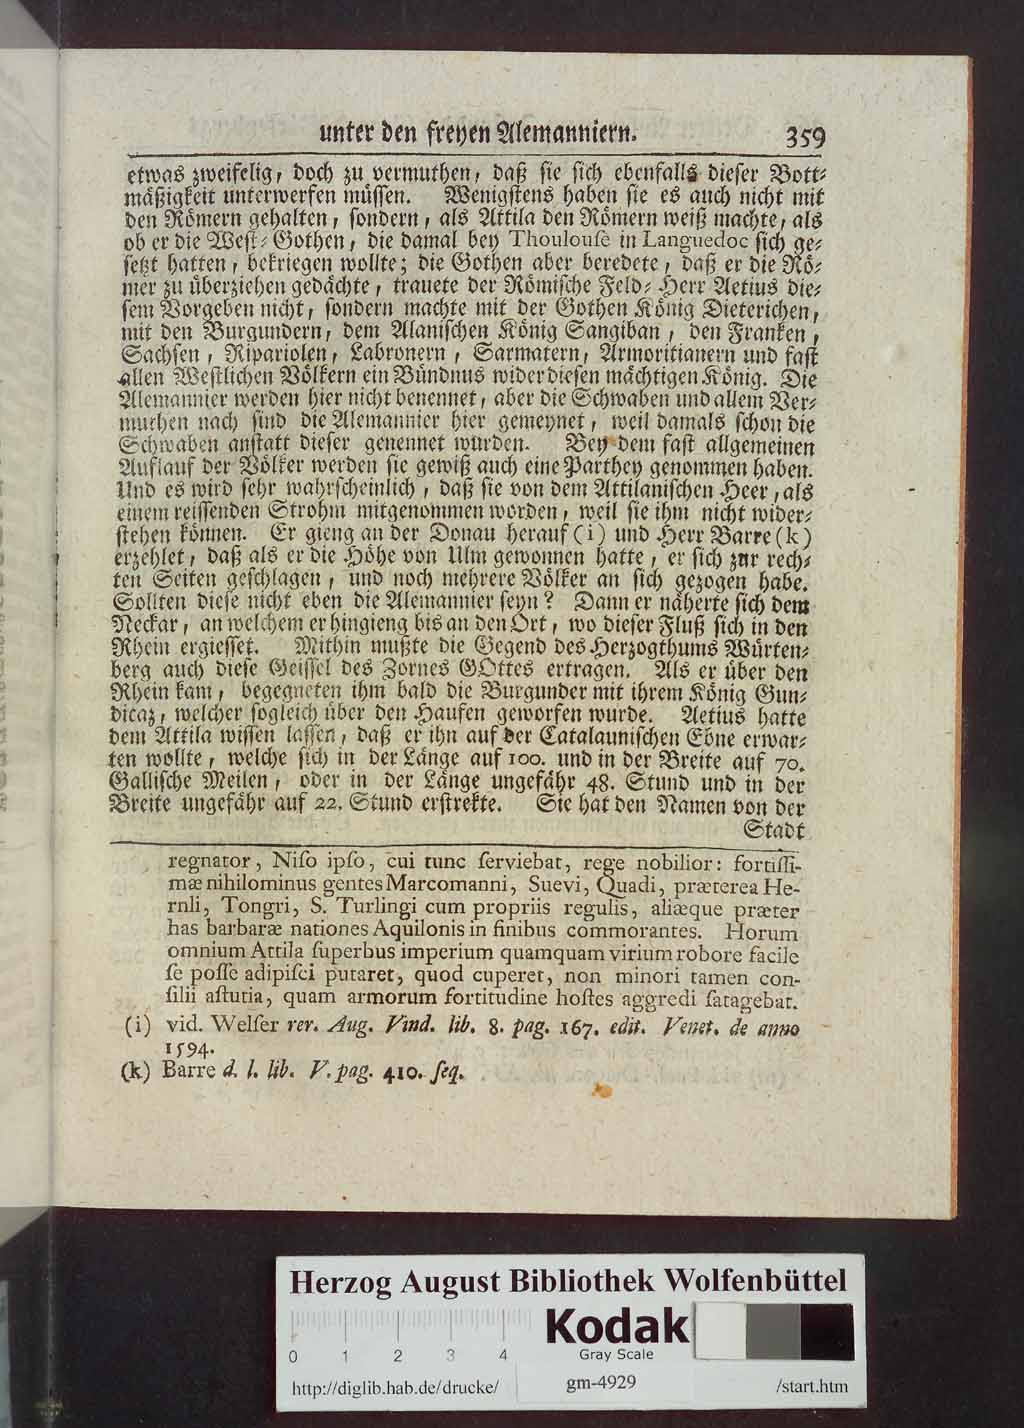 unter den freyen Alemanniern. 359
etwas zweifelig, doch zu vermuthen, daß sie sich ebenfalls dieser Bott-
mäßigkeit unterwerfen müssen. Wenigstens haben sie es auch nicht mit
den Römern gehalten, sondern, als Attila den Römern weiß machte, als
ob er die West-Gothen, die damal bey Thoulouse in Languedoc sich ge-
setzt hatten, bekriegen wollte; die Gothen aber beredete, daß er die Rö-
mer zu überziehen gedächte, trauete der Römische Feld-Herr Aetius die-
sem Vorgeben nicht, sondern machte mit der Gothen König Dieterichen,
mit den Burgundern, dem Alanischen König Sangiban, den Franken,
Sachsen, Ripariolen, Labronern, Sarmatern, Armoritianern und fast
allen Westlichen Völkern ein Bündnus wider diesen mächtigen König. Die
Alemannier werden hier nicht benennet, aber die Schwaben und allem Ver-
muthen nach sind die Alemannier hier gemeynet, weil damals schon die
Schwaben anstatt dieser genennet wurden. Bey dem fast allgemeinen
Auflauf der Völker werden sie gewiß auch eine Parthey genommen haben.
Und es wird sehr wahrscheinlich, daß sie von dem Attilanischen Heer, als
einem reissenden Strohm mitgenommen worden, weil sie ihm nicht wider-
stehen können. Er gieng an der Donau herauf (i) und Herr Barre (k)
erzehlet, daß als er die Höhe von Ulm gewonnen hatte, er sich zur rech-
ten Seiten geschlagen, und noch mehrere Völker an sich gezogen habe.
Sollten diese nicht eben die Alemannier seyn? Dann er näherte sich dem
Neckar, an welchem er hingieng bis an den Ort, wo dieser Fluß sich in den
Rhein ergiesset. Mithin mußte die Gegend des Herzogthums Würten-
berg auch diese Geissel des Zornes GOttes ertragen. Als er über den
Rhein kam, begegneten ihm bald die Burgunder mit ihrem König Gun-
dicaz, welcher sogleich über den Haufen geworfen wurde. Aetius hatte
dem Attila wissen lassen, daß er ihn auf der Catalaunischen Ebne erwar-
ten wollte, welche sich in der Länge auf 100. und in der Breite auf 70.
Gallische Meilen, oder in der Länge ungefähr 48. Stund und in der
Breite ungefähr auf 22. Stund erstrekte. Sie hat den Namen von der
Stadt
regnator, Niso ipso, cui tunc serviebat, rege nobilior: fortissi-
mæ nihilominus gentes Marcomanni, Suevi, Quadi, præterea He-
rnli, Tongri, S. Turlingi cum propriis regulis, aliæque præter
has barbaræ nationes Aquilonis in finibus commorantes. Horum
omnium Attila superbus imperium quamquam virium robore facile
se posse adipisci putaret, quod cuperet, non minori tamen con-
silii astutia, quam armorum fortitudine hostes aggredi satagebat.
(i) vid. Welser rer. Aug. Vind. lib. 8. pag. 167. edit. Venet. de anno
1594.
(k) Barre d. l. lib. V. pag. 410. seq.
Herzog August Bibliothek Wolfenbüttel
Kodak
Gray Scale
0 1 2 3 4
http://diglib.hab.de/drucke/ gm-4929 /start.htm